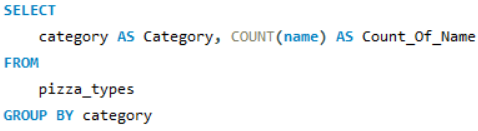 SELECT
category AS Category, COUNT(name) AS Count_Of_Name
FROM
pizza_types
GROUP BY category